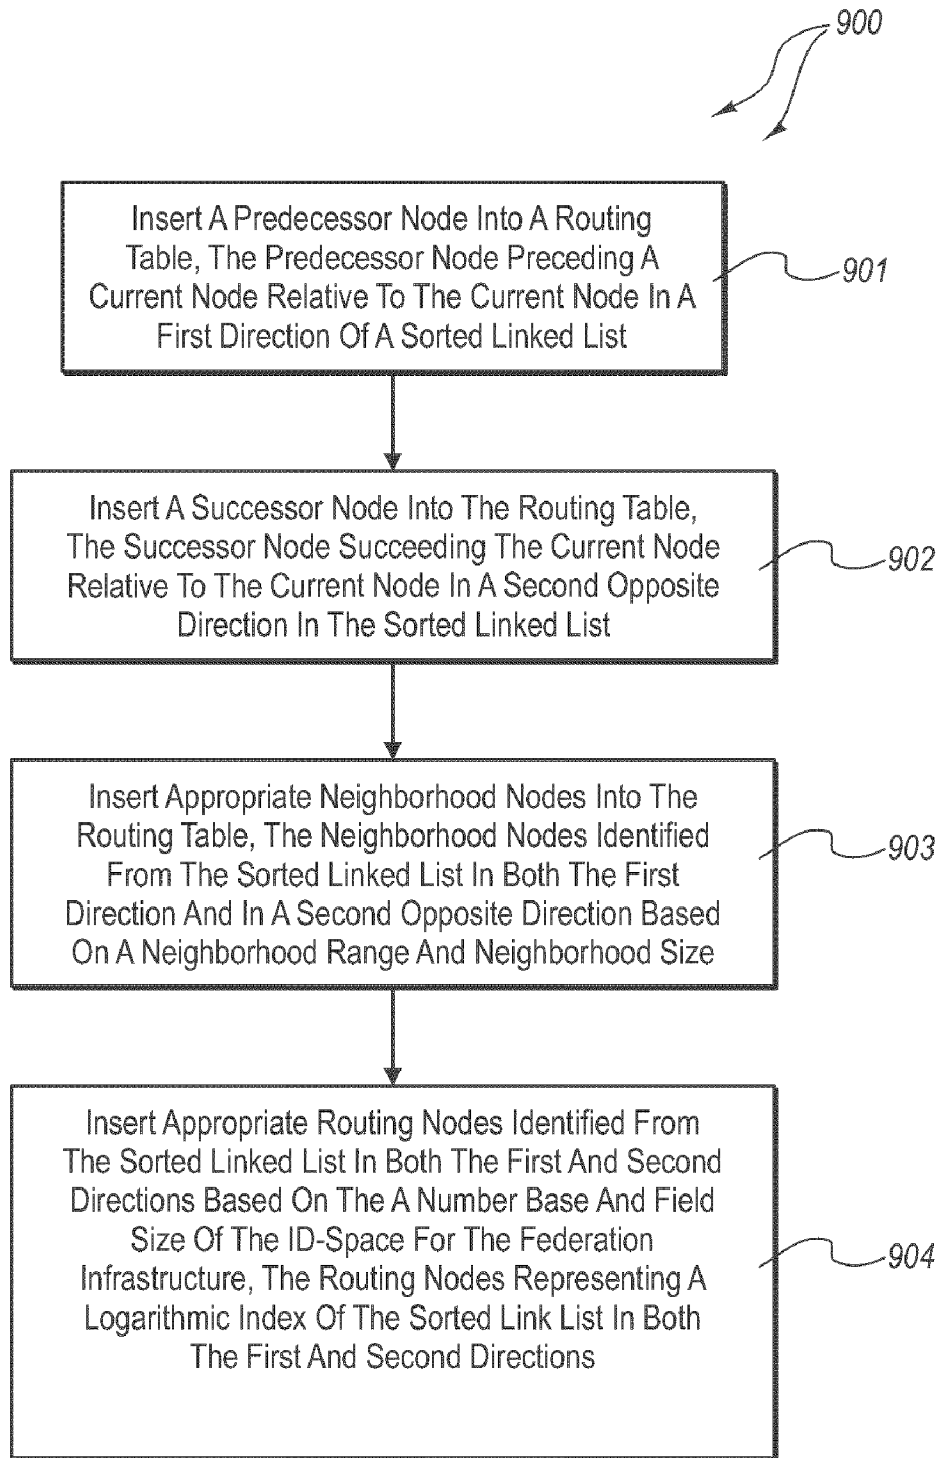 900
Insert A Predecessor Node Into A Routing
Table, The Predecessor Node Preceding A
Current Node Relative To The Current Node In A
First Direction Of A Sorted Linked List
901
Insert A Successor Node Into The Routing Table,
The Successor Node Succeeding The Current Node
Relative To The Current Node In A Second Opposite
Direction In The Sorted Linked List
902
Insert Appropriate Neighborhood Nodes Into The
Routing Table, The Neighborhood Nodes Identified
From The Sorted Linked List In Both The First
Direction And In A Second Opposite Direction Based
On A Neighborhood Range And Neighborhood Size
903
Insert Appropriate Routing Nodes Identified From
The Sorted Linked List In Both The First And Second
Directions Based On The A Number Base And Field
Size Of The ID-Space For The Federation
Infrastructure, The Routing Nodes Representing A
Logarithmic Index Of The Sorted Link List In Both
The First And Second Directions
904